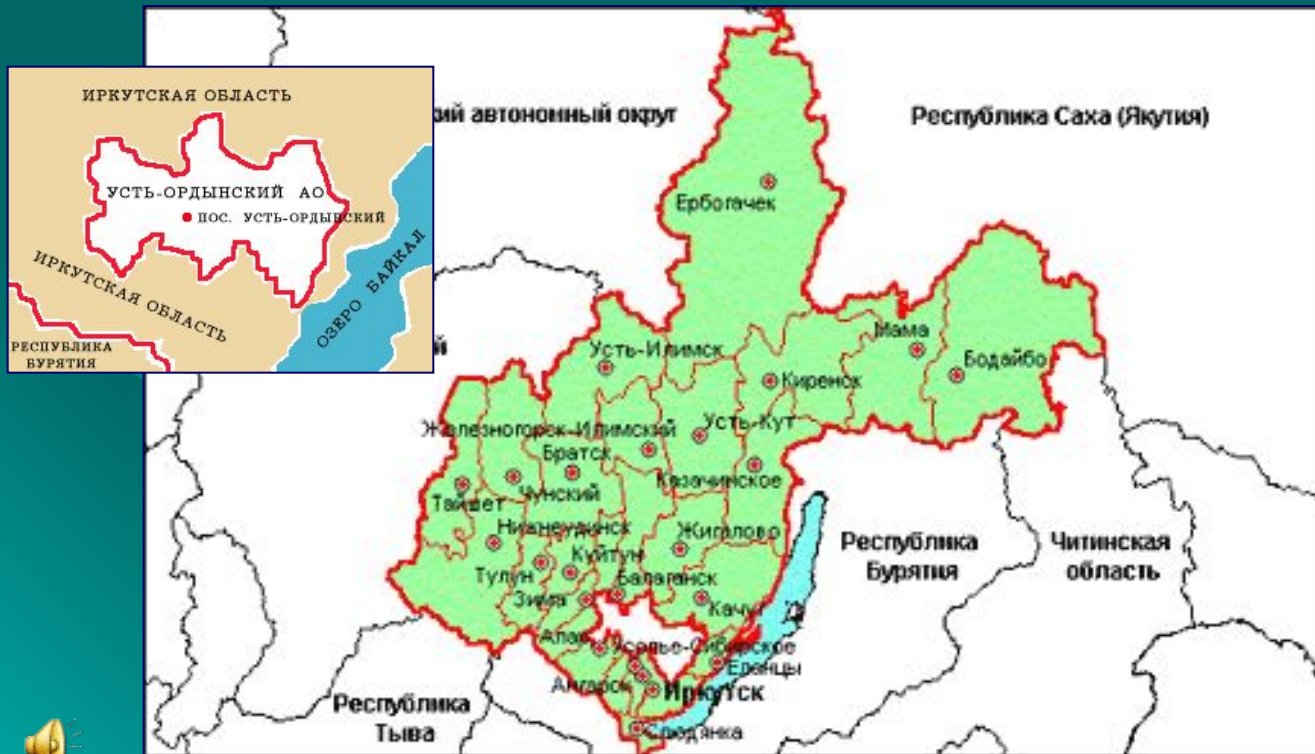 ИРКУТСКАЯ ОБЛАСТЬ
УСТЬ-ОРДЫНСКИЙ АО
ПОС. УСТЬ-ОРДЫНСКИЙ
ИРКУТСКАЯ ОБЛАСТЬ
ОЗЕРО БАЙКАЛ
РЕСПУБЛИКА
БУРЯТИЯ
кий автономный округ
Республика Саха (Якутия)
Ербогачек
й
Усть-Илимск
Мама
Бодайбо
Киренск
Железногорск-Илимский
Усть-Кут
Братск
Казачинское
Тайшет
Чунский
Нижнеудинск
Жигалово
Куйтун
Тулун
Балаганск
Зима
Качуг
Республика
Бурятия
Читинская
область
Усолье-Сибирское
Еланцы
Ангарск
Иркутск
Слюдянка
Республика
Тыва